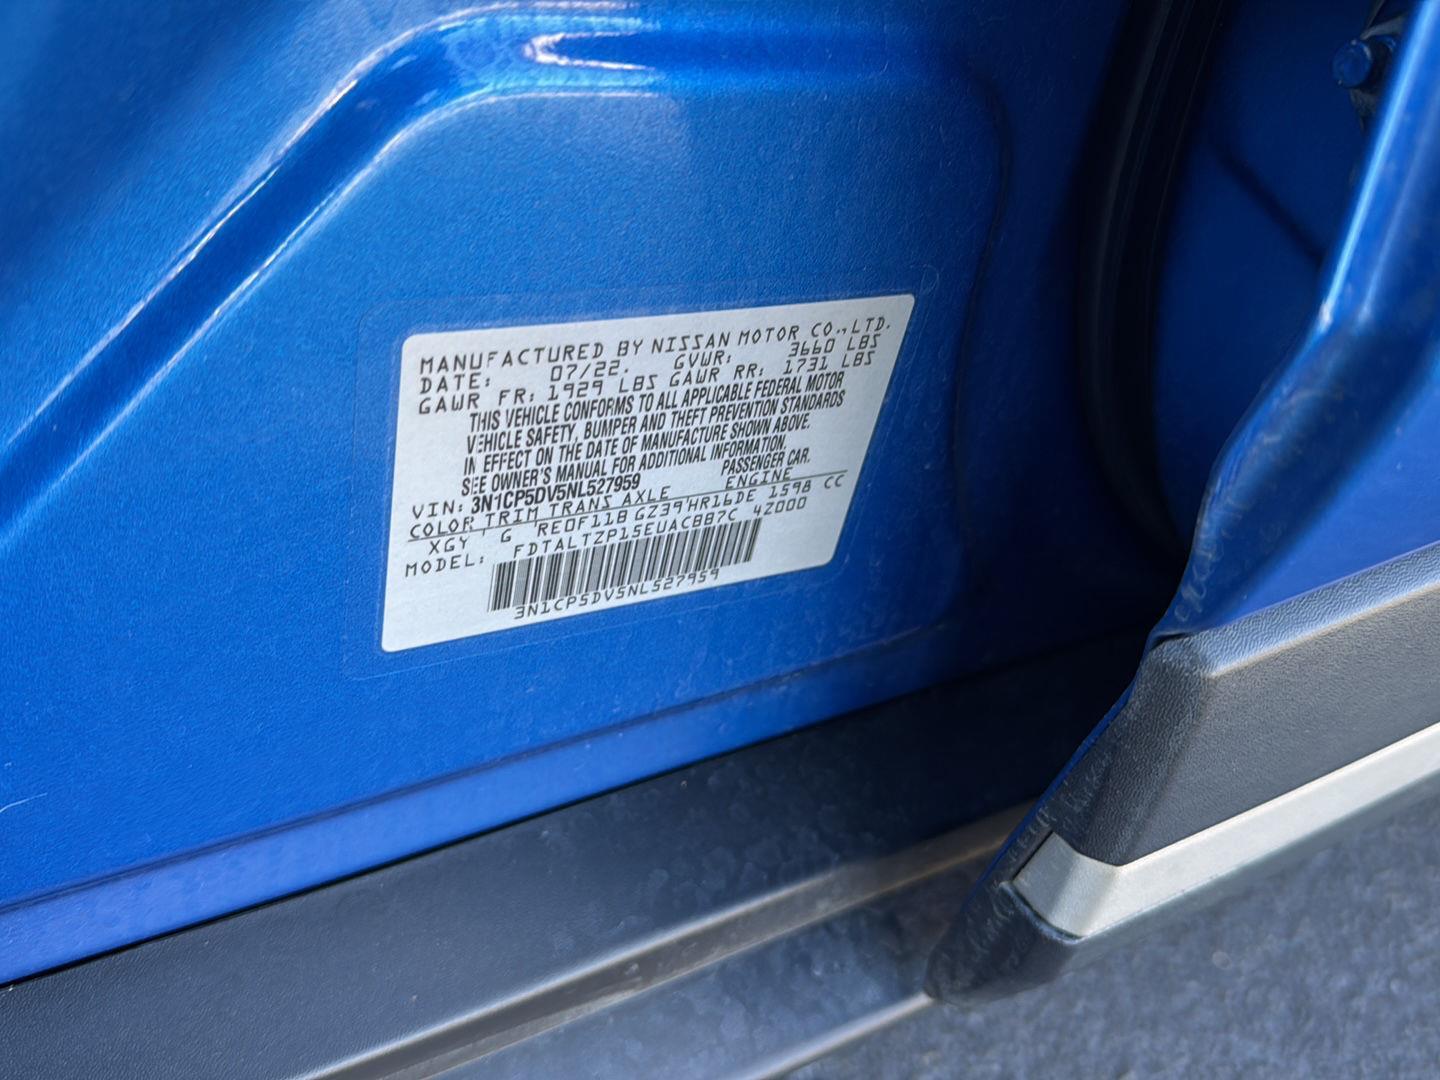 MANUFACTURED BY NISSAN MOTOR CO.,LTD.
DATE: 07/22. GVWR: 3660 LBS
GAWR FR: 1929 LBS GAWR RR: 1731 LBS
THIS VEHICLE CONFORMS TO ALL APPLICABLE FEDERAL MOTOR
VEHICLE SAFETY, BUMPER AND THEFT PREVENTION STANDARDS
IN EFFECT ON THE DATE OF MANUFACTURE SHOWN ABOVE.
SEE OWNER'S MANUAL FOR ADDITIONAL INFORMATION.
VIN: 3N1CP5DV5NL527959 PASSENGER CAR.
COLOR TRIM TRANS AXLE ENGINE
XGY G RE0F11B GZ39 HR16DE 1598 CC
MODEL: FDTALTZP15EUACBB7C 4Z000
3N1CP5DV5NL527959